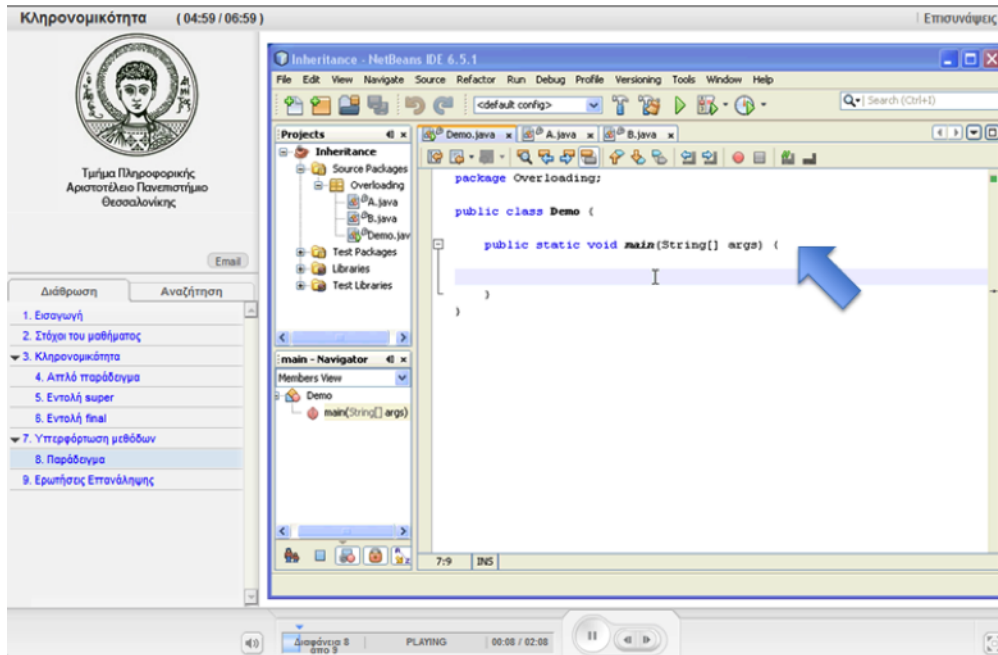 Κληρονομικότητα (04:59 / 06:59)
Επισυνάψεις
Τμήμα Πληροφορικής
Αριστοτέλειο Πανεπιστήμιο
Θεσσαλονίκης
Email
Διάθρωση Αναζήτηση
1. Εισαγωγή
2. Στόχοι του μαθήματος
3. Κληρονομικότητα
4. Απλό παράδειγμα
5. Εντολή super
6. Εντολή final
7. Υπερφόρτωση μεθόδων
8. Παράδειγμα
9. Ερωτήσεις Επανάληψης
Inheritance - NetBeans IDE 6.5.1
File Edit View Navigate Source Refactor Run Debug Profile Versioning Tools Window Help
<default config>
Search (Ctrl+I)
Projects
Inheritance
Source Packages
Overloading
A.java
B.java
Demo.jav
Test Packages
Libraries
Test Libraries
main - Navigator
Members View
Demo
main(String[] args)
Demo.java A.java B.java
package Overloading;
public class Demo {
public static void main(String[] args) {
}
}
7:9 INS
Διαφάνεια 8
από 9
PLAYING
00:08 / 02:08